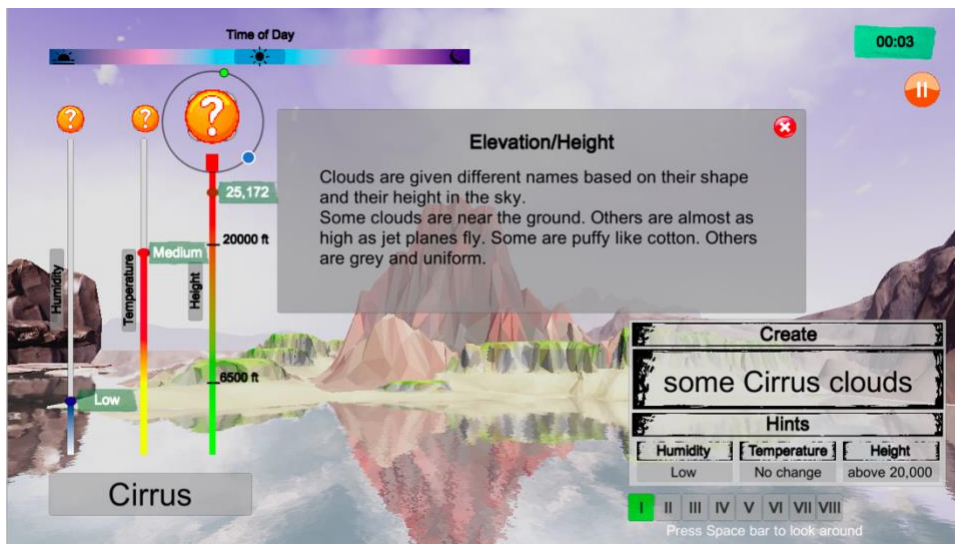 Time of Day
00:03
?
?
?
Elevation/Height
Clouds are given different names based on their shape
and their height in the sky.
Some clouds are near the ground. Others are almost as
high as jet planes fly. Some are puffy like cotton. Others
are grey and uniform.
25,172
20000 ft
Medium
Humidity
Temperature
Height
6500 ft
Low
Cirrus
Create
some Cirrus clouds
Hints
Humidity Temperature Height
Low No change above 20,000
I II III IV V VI VII VIII
Press Space bar to look around